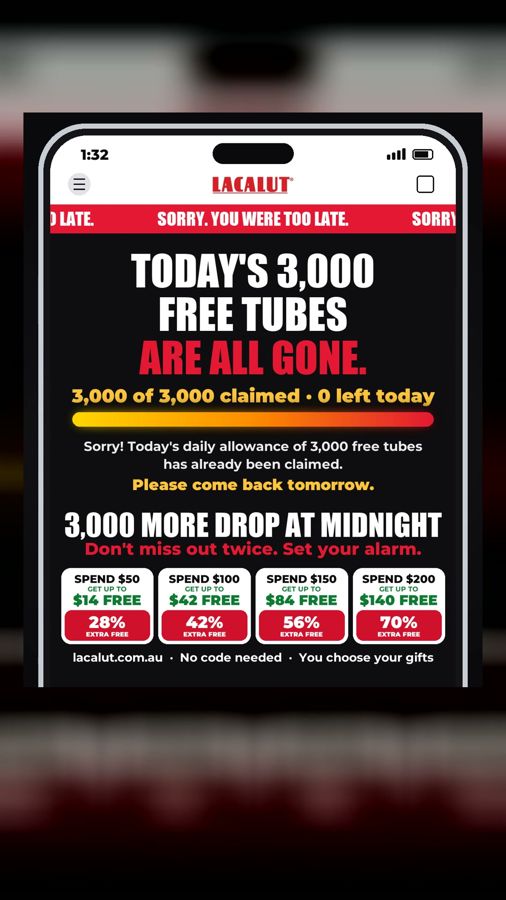 1:32
LACALUT®
O LATE. SORRY. YOU WERE TOO LATE. SORRY
TODAY'S 3,000
FREE TUBES
ARE ALL GONE.
3,000 of 3,000 claimed • 0 left today
Sorry! Today's daily allowance of 3,000 free tubes
has already been claimed.
Please come back tomorrow.
3,000 MORE DROP AT MIDNIGHT
Don't miss out twice. Set your alarm.
SPEND $50
GET UP TO
$14 FREE
28%
EXTRA FREE
SPEND $100
GET UP TO
$42 FREE
42%
EXTRA FREE
SPEND $150
GET UP TO
$84 FREE
56%
EXTRA FREE
SPEND $200
GET UP TO
$140 FREE
70%
EXTRA FREE
lacalut.com.au · No code needed · You choose your gifts